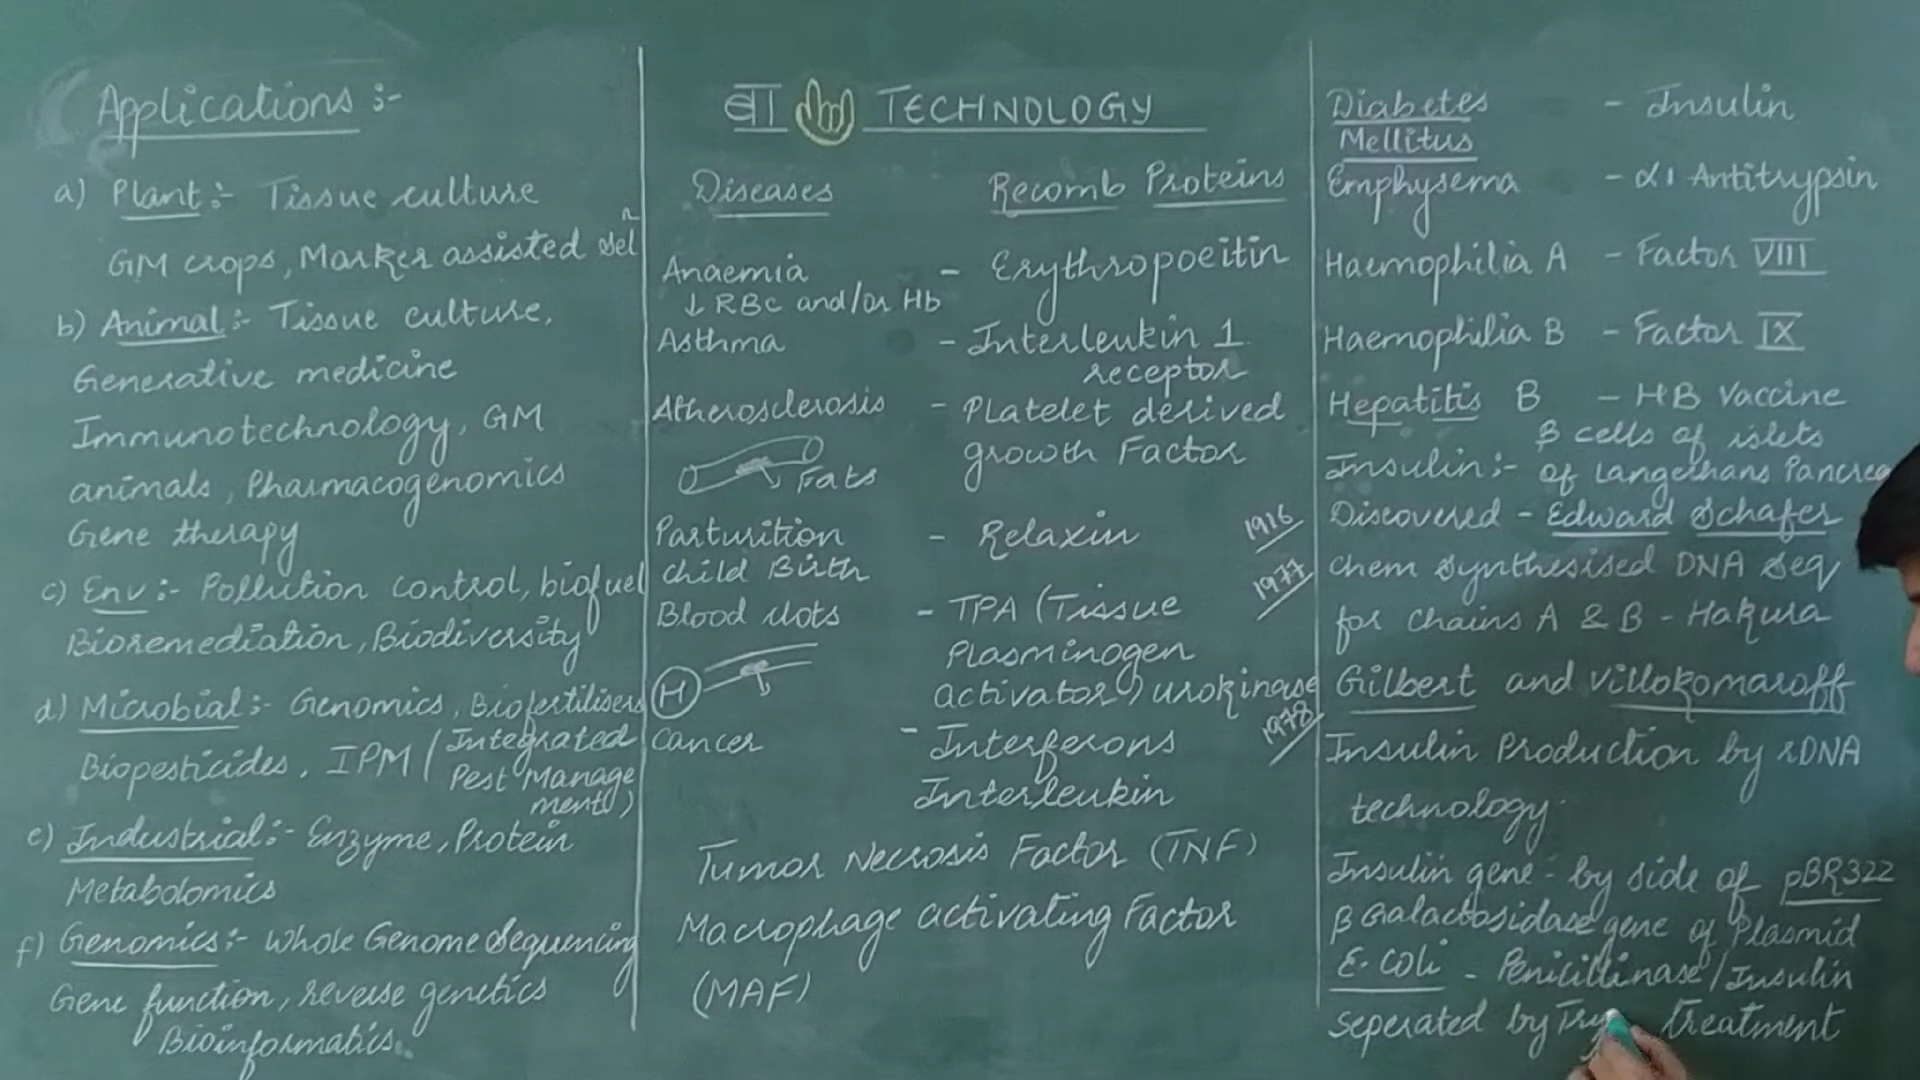 Applications :-
a) Plant :- Tissue culture
GM crops, Marker assisted sel n
b) Animal :- Tissue culture,
Generative medicine
Immunotechnology, GM
animals, Pharmacogenomics
Gene therapy
c) Env :- Pollution control, biofuel
Bioremediation, Biodiversity
d) Microbial :- Genomics, Biofertilisers
Biopesticides, IPM (Integrated
Pest Manage
ment)
e) Industrial :- Enzyme, Protein
Metabolomics
f) Genomics :- Whole Genome Sequencing
Gene function, reverse genetics
Bioinformatics.
बा TECHNOLOGY
Diseases Recomb Proteins
Anaemia - Erythropoeitin
↓ RBC and/or Hb
Asthma - Interleukin 1
receptor
Atherosclerosis - Platelet derived
growth Factor
Fats
Parturition - Relaxin
Child Birth
Blood clots - TPA (Tissue
Plasminogen
activator) urokinase
H
Cancer - Interferons
Interleukin
Tumor Necrosis Factor (TNF)
Macrophage activating Factor
(MAF)
Diabetes - Insulin
Mellitus
Emphysema - α1 Antitrypsin
Haemophilia A - Factor VIII
Haemophilia B - Factor IX
Hepatitis B - HB Vaccine
β cells of islets
Insulin :- of Langerhans Pancrea
1916 Discovered - Edward Schafer
1977 Chem synthesised DNA Seq
for chains A & B - Hakura
Gilbert and Villokomaroff
1978 Insulin Production by rDNA
technology.
Insulin gene - by side of pBR322
β Galactosidase gene of Plasmid
E. coli - Penicillinase/Insulin
seperated by treatment